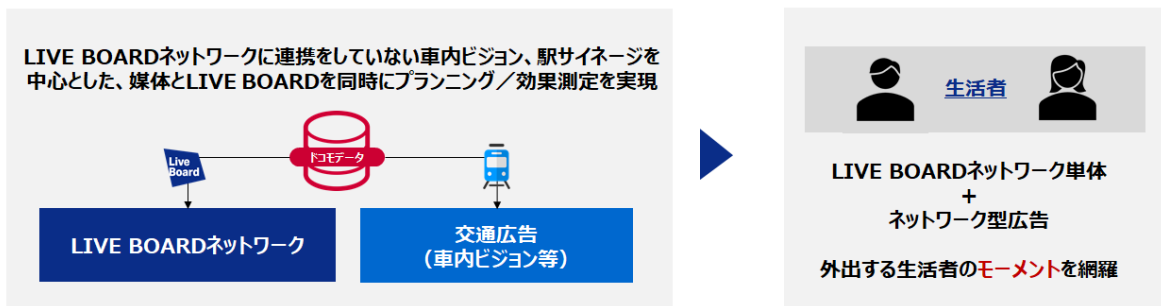 LIVE BOARDネットワークに連携をしていない車内ビジョン、駅サイネージを
中心とした、媒体とLIVE BOARDを同時にプランニング／効果測定を実現
ドコモデータ
Live
Board
LIVE BOARDネットワーク
交通広告
（車内ビジョン等）
生活者
LIVE BOARDネットワーク単体
+
ネットワーク型広告
外出する生活者のモーメントを網羅